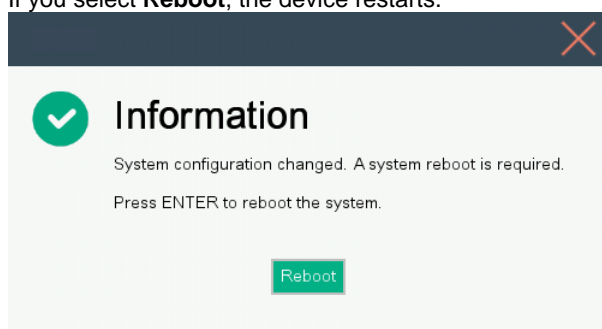 If you select Reboot, the device restarts.
Information
System configuration changed. A system reboot is required.
Press ENTER to reboot the system.
Reboot